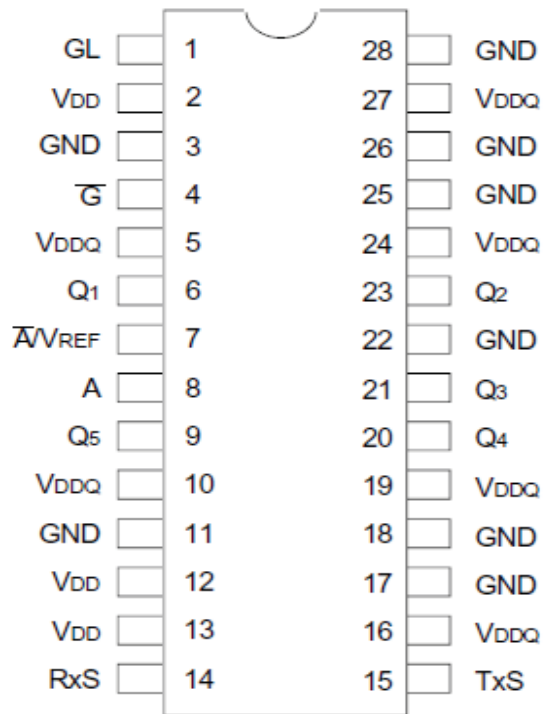 GL 1 28 GND
VDD 2 27 VDDQ
GND 3 26 GND
G̅ 4 25 GND
VDDQ 5 24 VDDQ
Q1 6 23 Q2
A̅/VREF 7 22 GND
A 8 21 Q3
Q5 9 20 Q4
VDDQ 10 19 VDDQ
GND 11 18 GND
VDD 12 17 GND
VDD 13 16 VDDQ
RxS 14 15 TxS